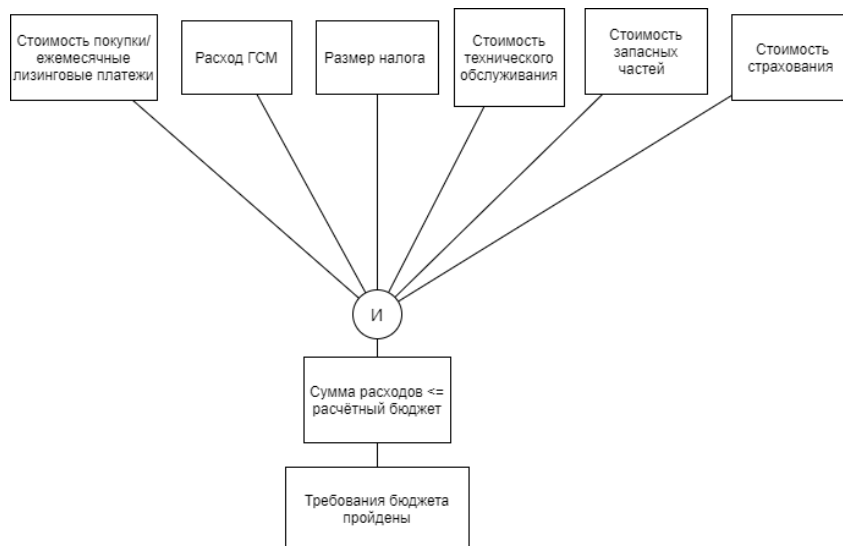 Стоимость покупки/
ежемесячные
лизинговые платежи
Расход ГСМ
Размер налога
Стоимость
технического
обслуживания
Стоимость
запасных
частей
Стоимость
страхования
И
Сумма расходов <=
расчётный бюджет
Требования бюджета
пройдены